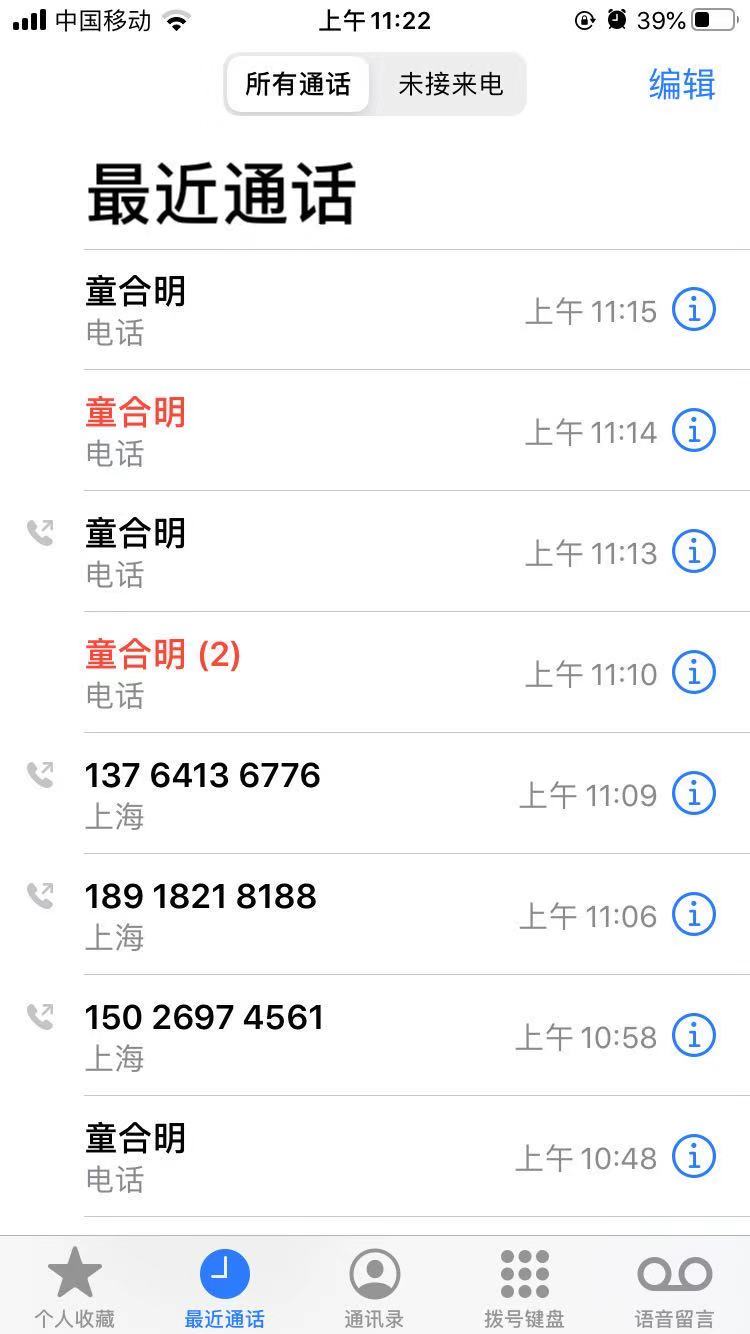 中国移动 上午 11:22 39%
所有通话 未接来电 编辑
最近通话
童合明
电话
上午 11:15
童合明
电话
上午 11:14
童合明
电话
上午 11:13
童合明 (2)
电话
上午 11:10
137 6413 6776
上海
上午 11:09
189 1821 8188
上海
上午 11:06
150 2697 4561
上海
上午 10:58
童合明
电话
上午 10:48
个人收藏 最近通话 通讯录 拨号键盘 语音留言